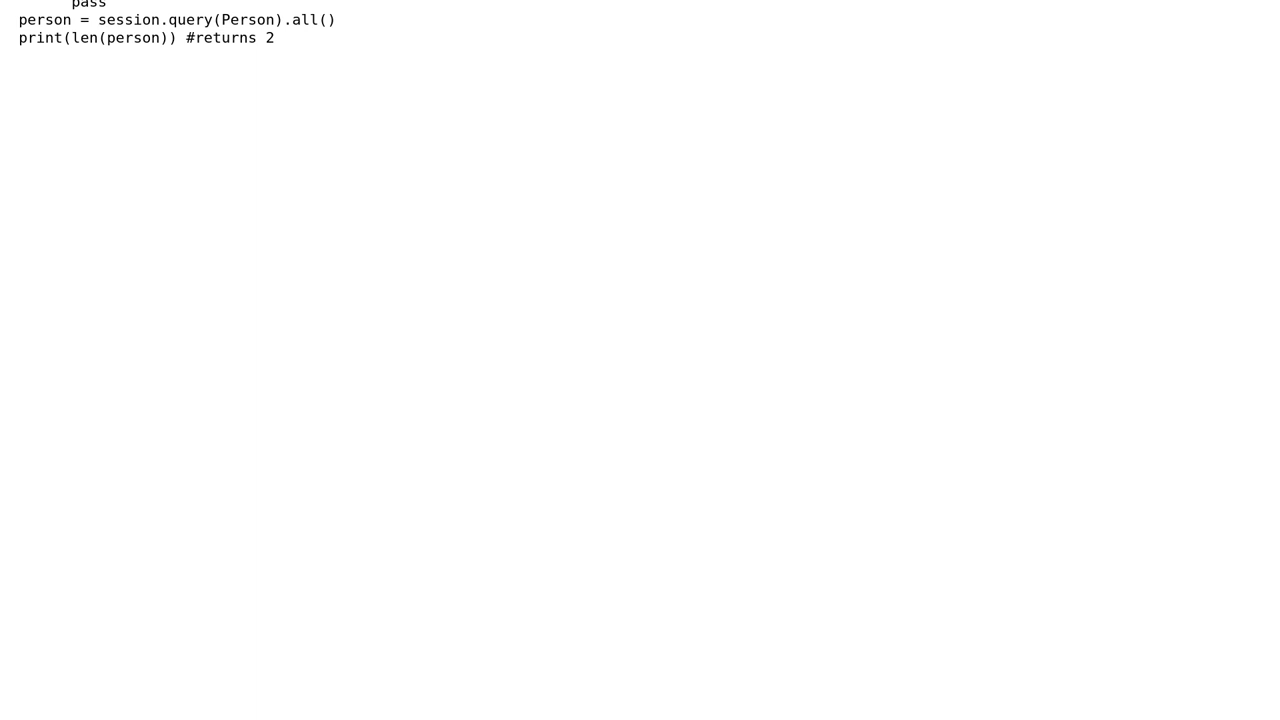 pass
person = session.query(Person).all()
print(len(person)) #returns 2